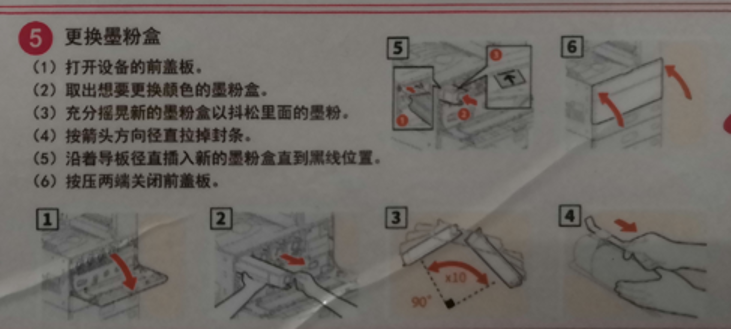 5 更换墨粉盒
（1）打开设备的前盖板。
（2）取出想要更换颜色的墨粉盒。
（3）充分摇晃新的墨粉盒以抖松里面的墨粉。
（4）按箭头方向径直拉掉封条。
（5）沿着导板径直插入新的墨粉盒直到黑线位置。
（6）按压两端关闭前盖板。
5
6
1
2
3
x10
90°
4